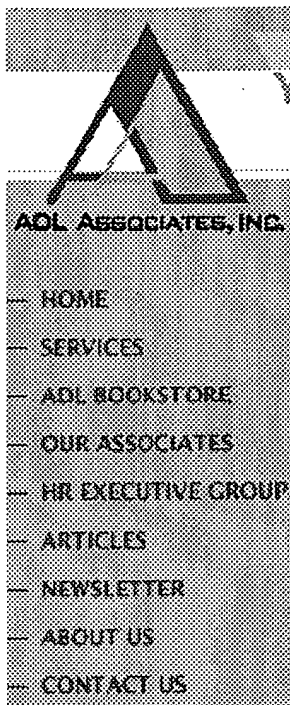 ADL ASSOCIATES, INC.
HOME
SERVICES
ADL BOOKSTORE
OUR ASSOCIATES
HR EXECUTIVE GROUP
ARTICLES
NEWSLETTER
ABOUT US
CONTACT US